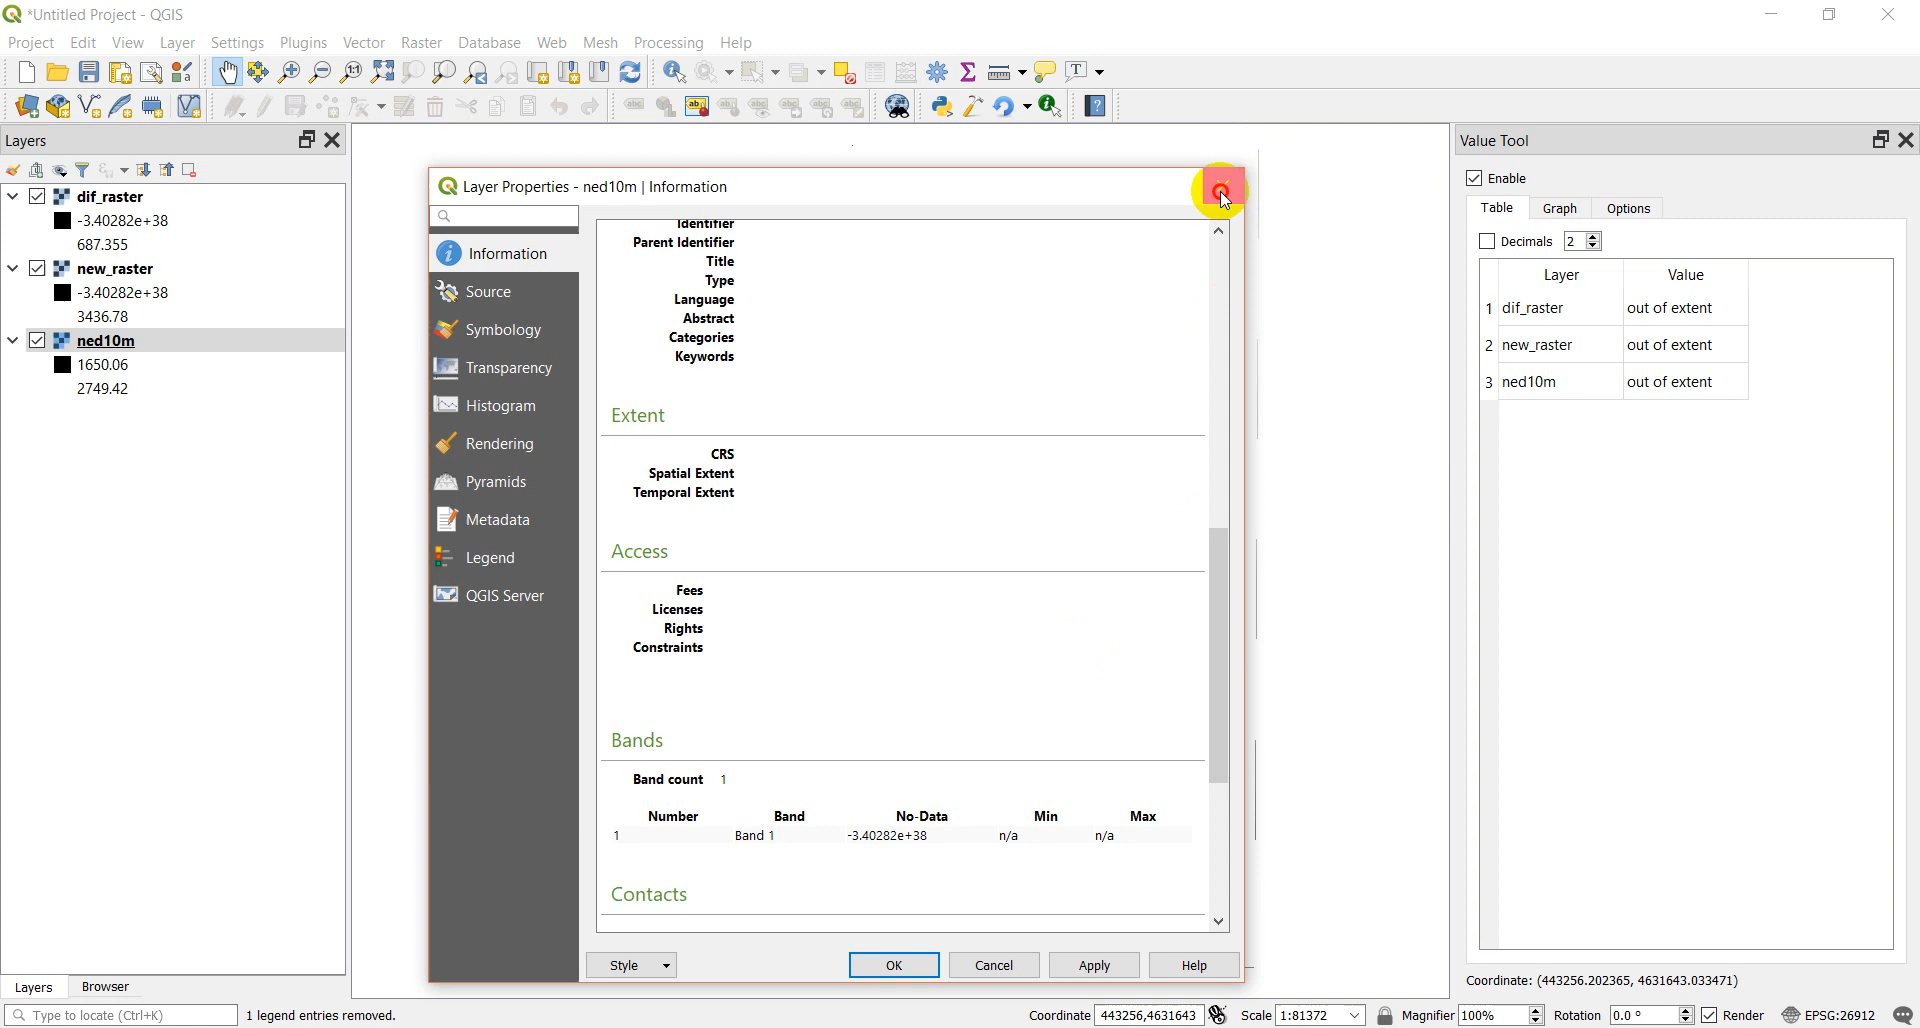 *Untitled Project - QGIS
Project Edit View Layer Settings Plugins Vector Raster Database Web Mesh Processing Help
Layers
dif_raster
-3.40282e+38
687.355
new_raster
-3.40282e+38
3436.78
ned10m
1650.06
2749.42
Layers Browser
Layer Properties - ned10m | Information
Information
Source
Symbology
Transparency
Histogram
Rendering
Pyramids
Metadata
Legend
QGIS Server
Identifier
Parent Identifier
Title
Type
Language
Abstract
Categories
Keywords
Extent
CRS
Spatial Extent
Temporal Extent
Access
Fees
Licenses
Rights
Constraints
Bands
Band count 1
Number Band No-Data Min Max
1 Band 1 -3.40282e+38 n/a n/a
Contacts
Style OK Cancel Apply Help
Value Tool
Enable
Table Graph Options
Decimals 2
Layer Value
1 dif_raster out of extent
2 new_raster out of extent
3 ned10m out of extent
Coordinate: (443256.202365, 4631643.033471)
Type to locate (Ctrl+K) 1 legend entries removed. Coordinate 443256,4631643 Scale 1:81372 Magnifier 100% Rotation 0.0 ° Render EPSG:26912